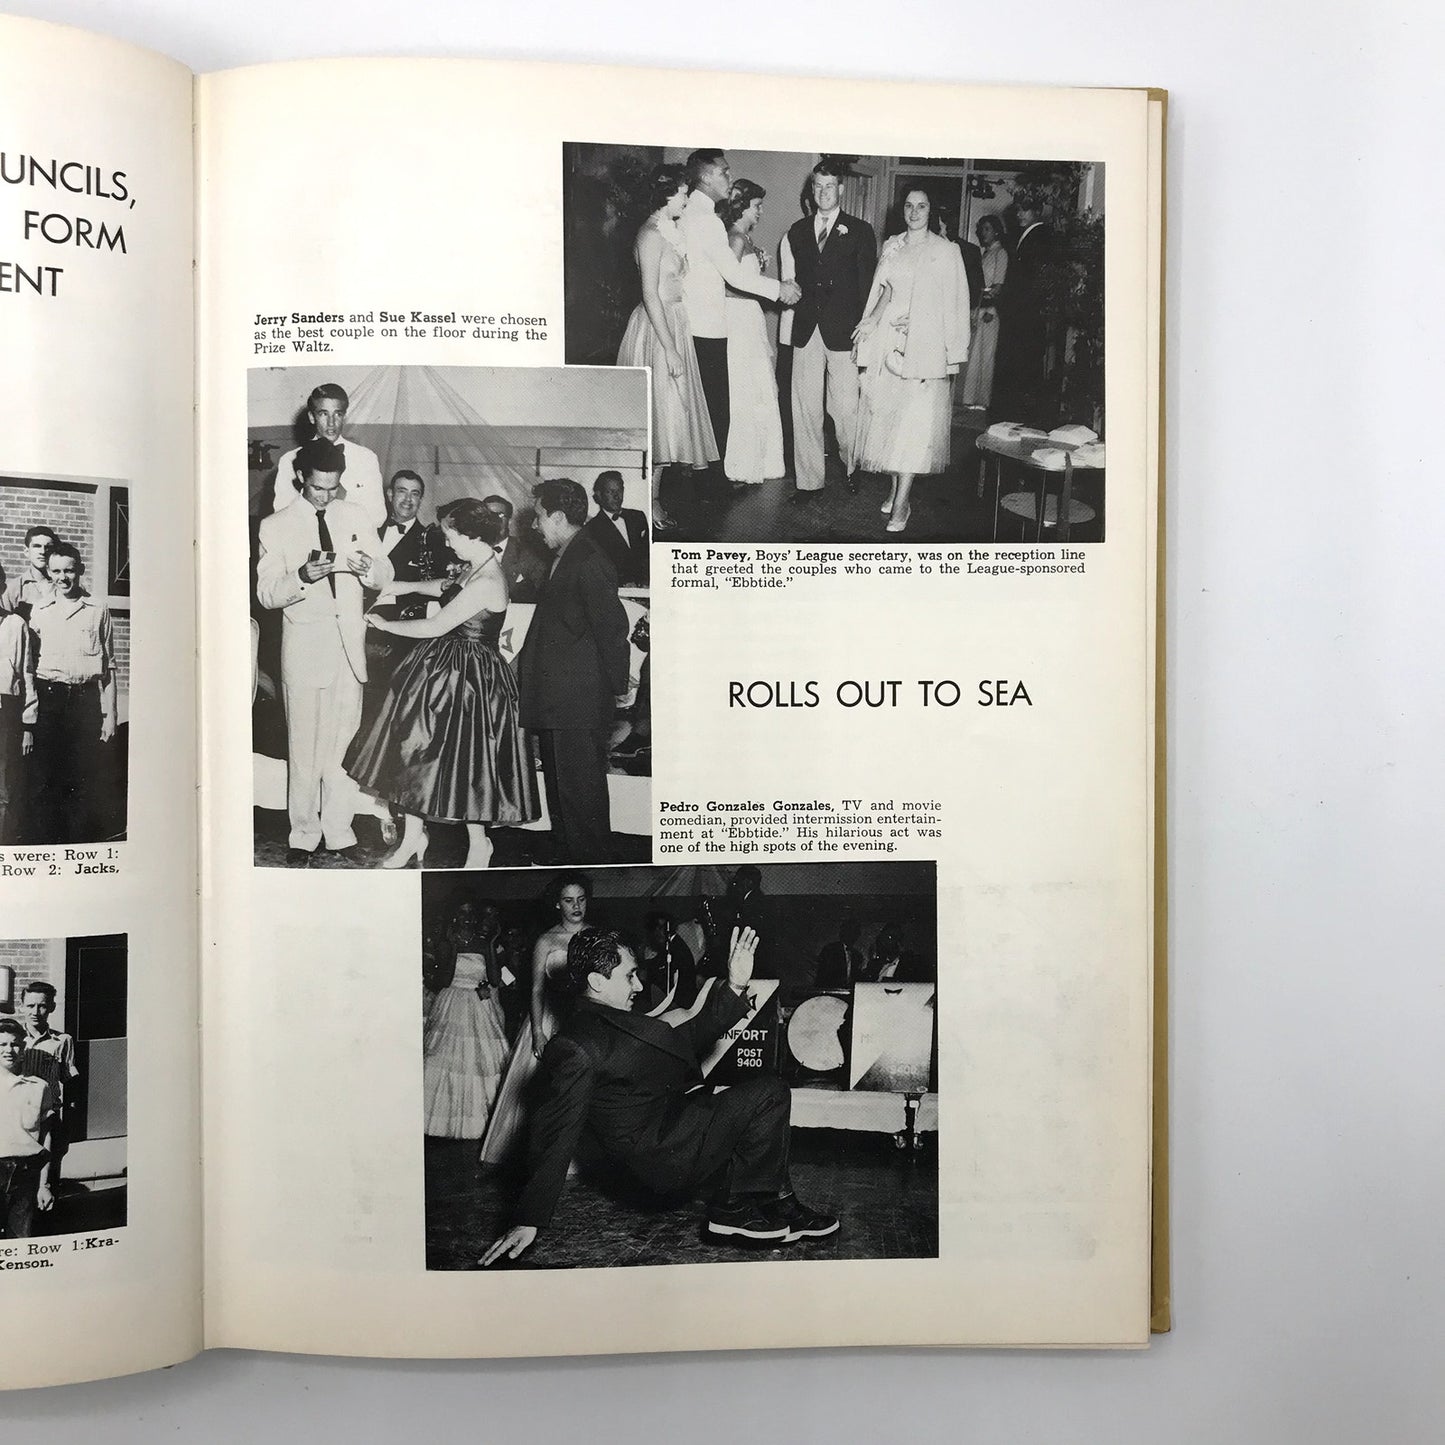 UNCILS,
FORM
ENT
s were: Row 1:
Row 2: Jacks,
re: Row 1:Kra-
Kenson.
Jerry Sanders and Sue Kassel were chosen
as the best couple on the floor during the
Prize Waltz.
Tom Pavey, Boys' League secretary, was on the reception line
that greeted the couples who came to the League-sponsored
formal, "Ebbtide."
ROLLS OUT TO SEA
Pedro Gonzales Gonzales, TV and movie
comedian, provided intermission entertain-
ment at "Ebbtide." His hilarious act was
one of the high spots of the evening.
NFORT
POST
9400
9400